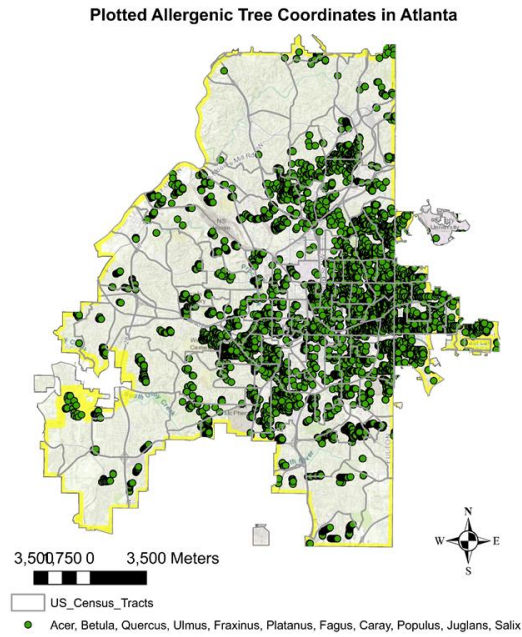 Plotted Allergenic Tree Coordinates in Atlanta
N
W
E
S
3,500
1,750 0
3,500 Meters
US_Census_Tracts
Acer, Betula, Quercus, Ulmus, Fraxinus, Platanus, Fagus, Caray, Populus, Juglans, Salix